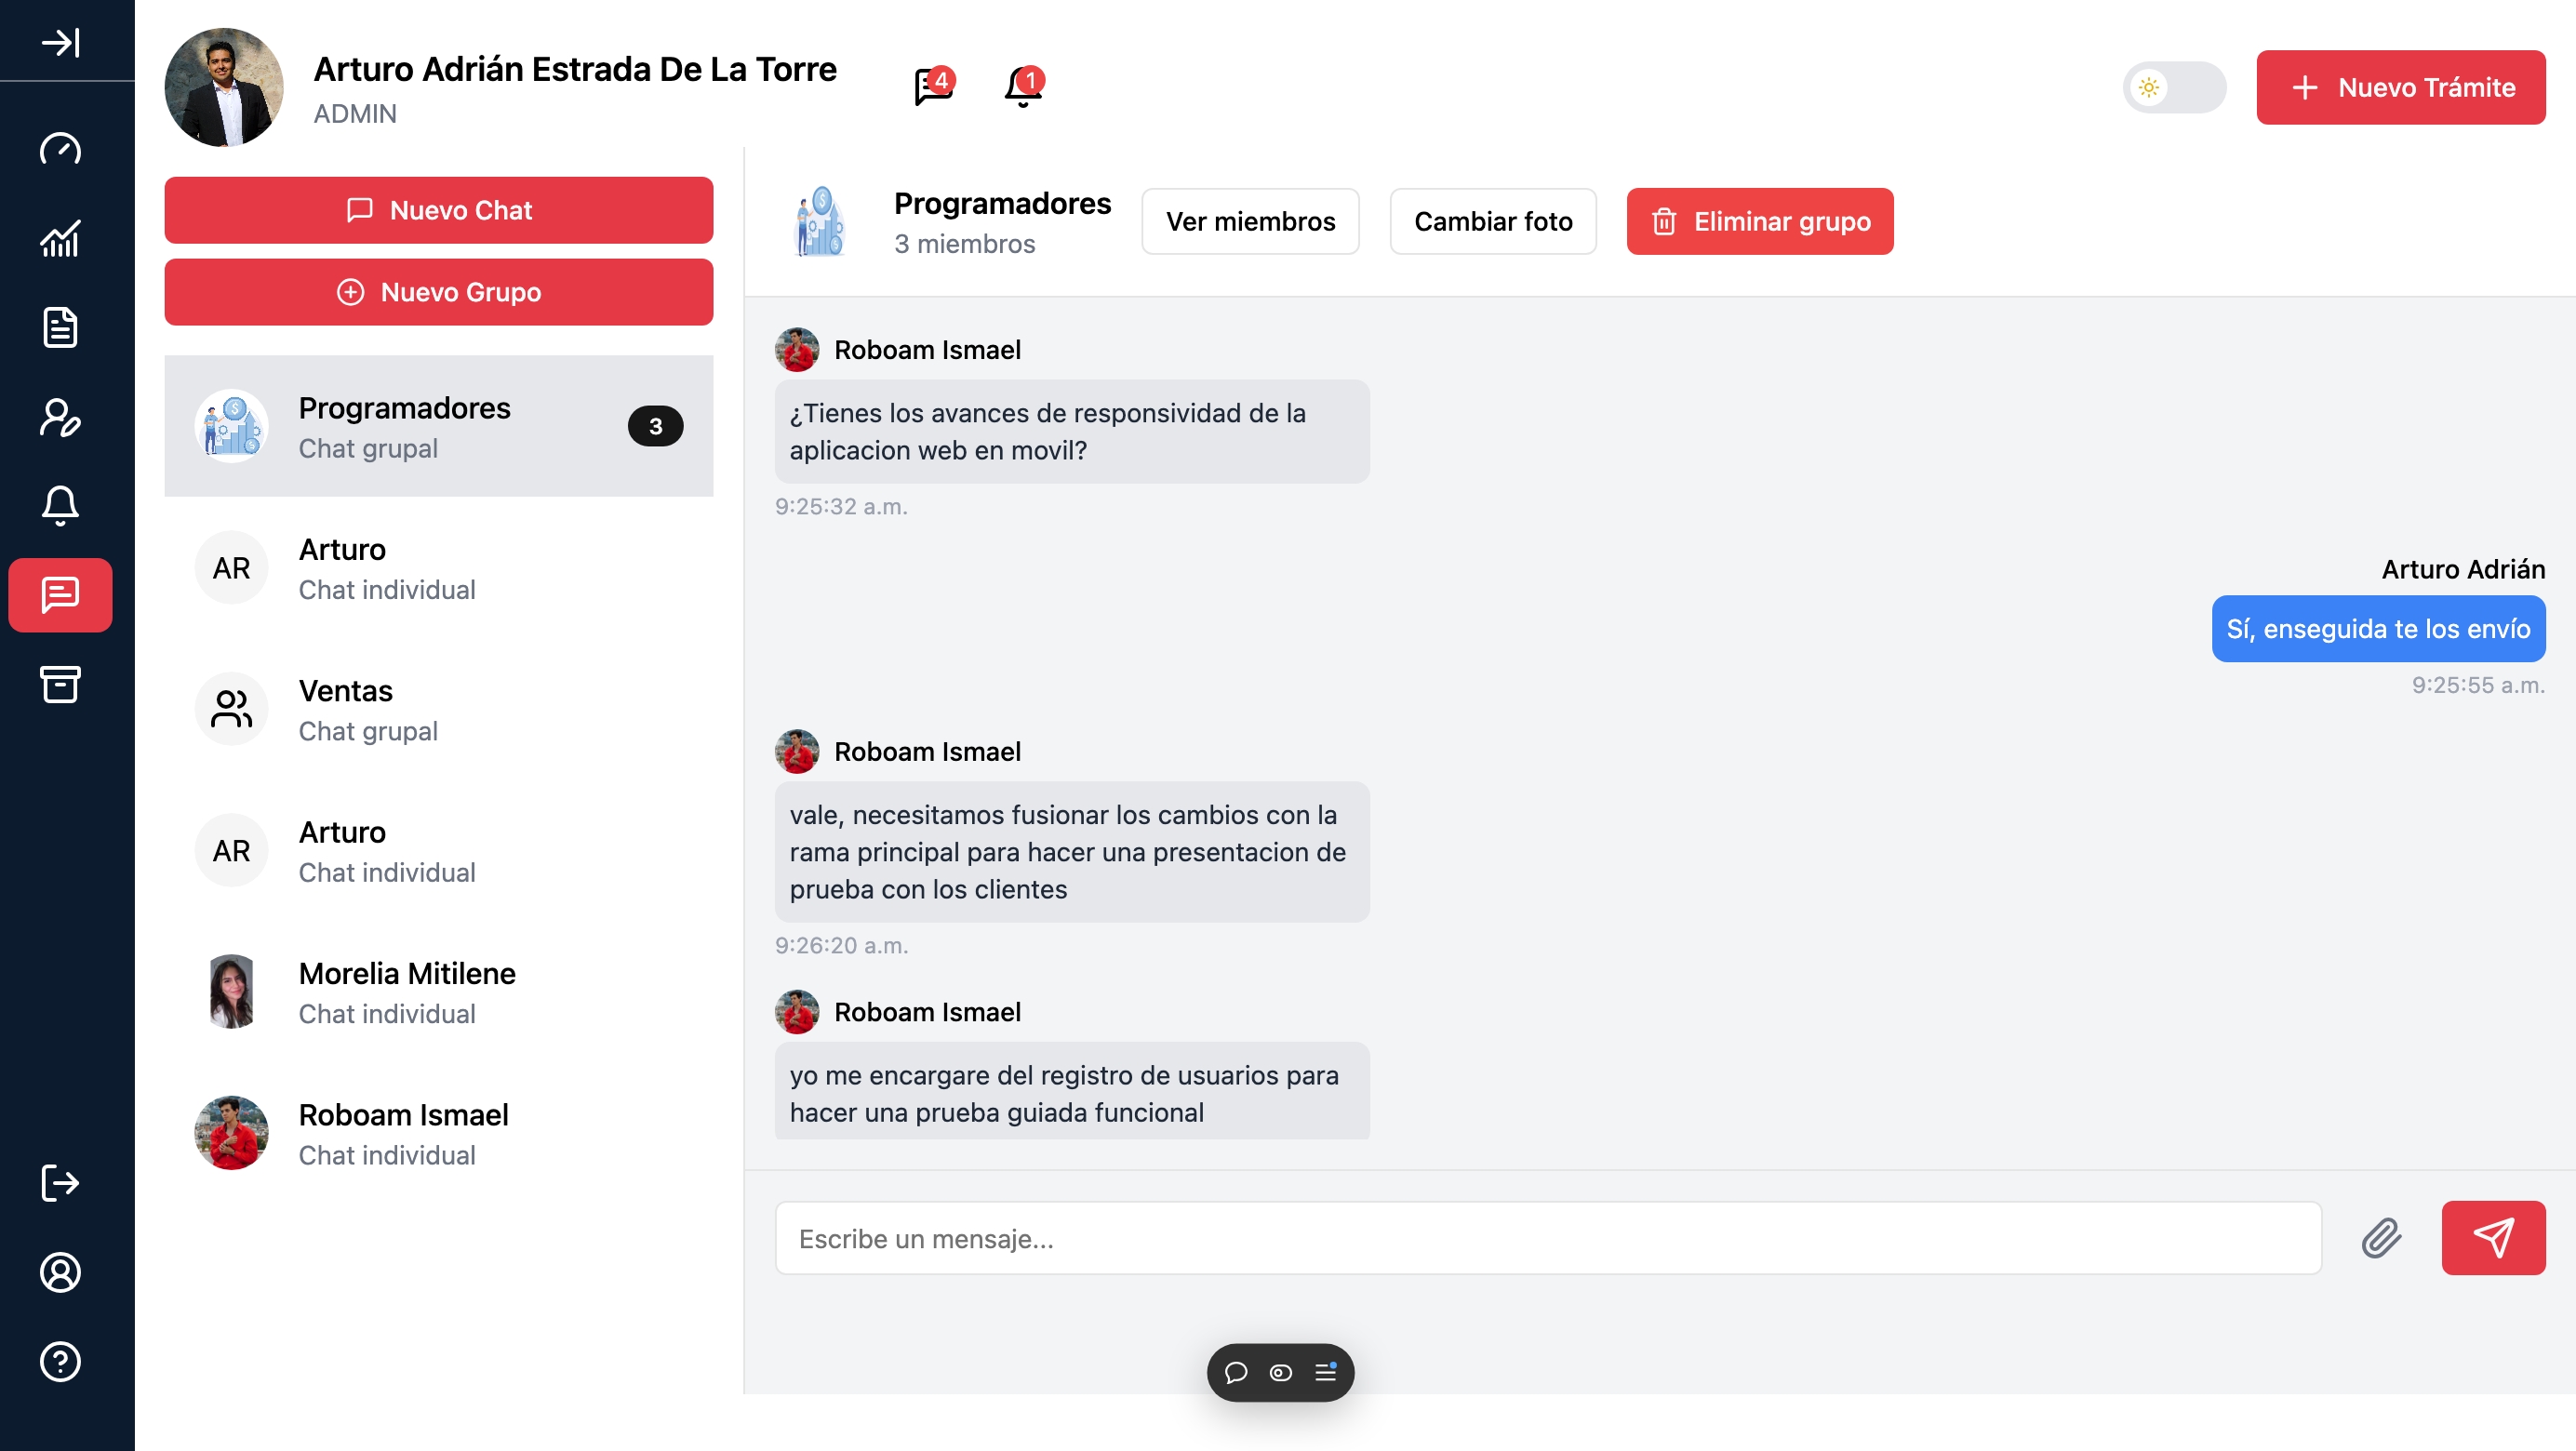 Arturo Adrián Estrada De La Torre
ADMIN
4
1
Nuevo Trámite
Nuevo Chat
Nuevo Grupo
Programadores
Chat grupal
3
Arturo
Chat individual
AR
Ventas
Chat grupal
Arturo
Chat individual
AR
Morelia Mitilene
Chat individual
Roboam Ismael
Chat individual
Programadores
3 miembros
Ver miembros
Cambiar foto
Eliminar grupo
Roboam Ismael
¿Tienes los avances de responsividad de la
aplicacion web en movil?
9:25:32 a.m.
Arturo Adrián
Sí, enseguida te los envío
9:25:55 a.m.
Roboam Ismael
vale, necesitamos fusionar los cambios con la
rama principal para hacer una presentacion de
prueba con los clientes
9:26:20 a.m.
Roboam Ismael
yo me encargare del registro de usuarios para
hacer una prueba guiada funcional
Escribe un mensaje...